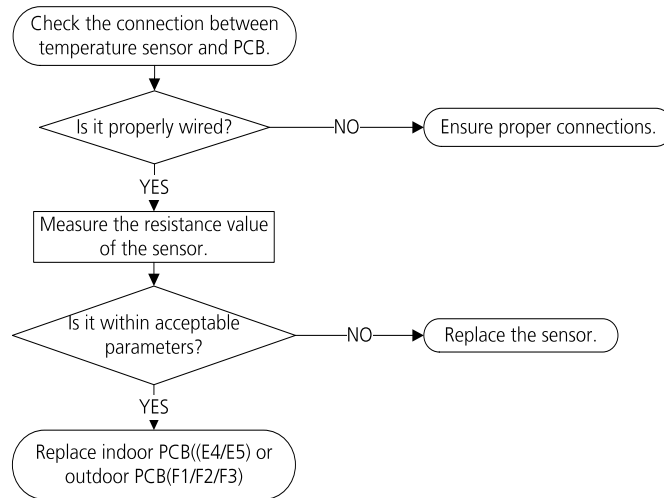 Check the connection between
temperature sensor and PCB.
Is it properly wired?
NO
Ensure proper connections.
YES
Measure the resistance value
of the sensor.
Is it within acceptable
parameters?
NO
Replace the sensor.
YES
Replace indoor PCB((E4/E5) or
outdoor PCB(F1/F2/F3)